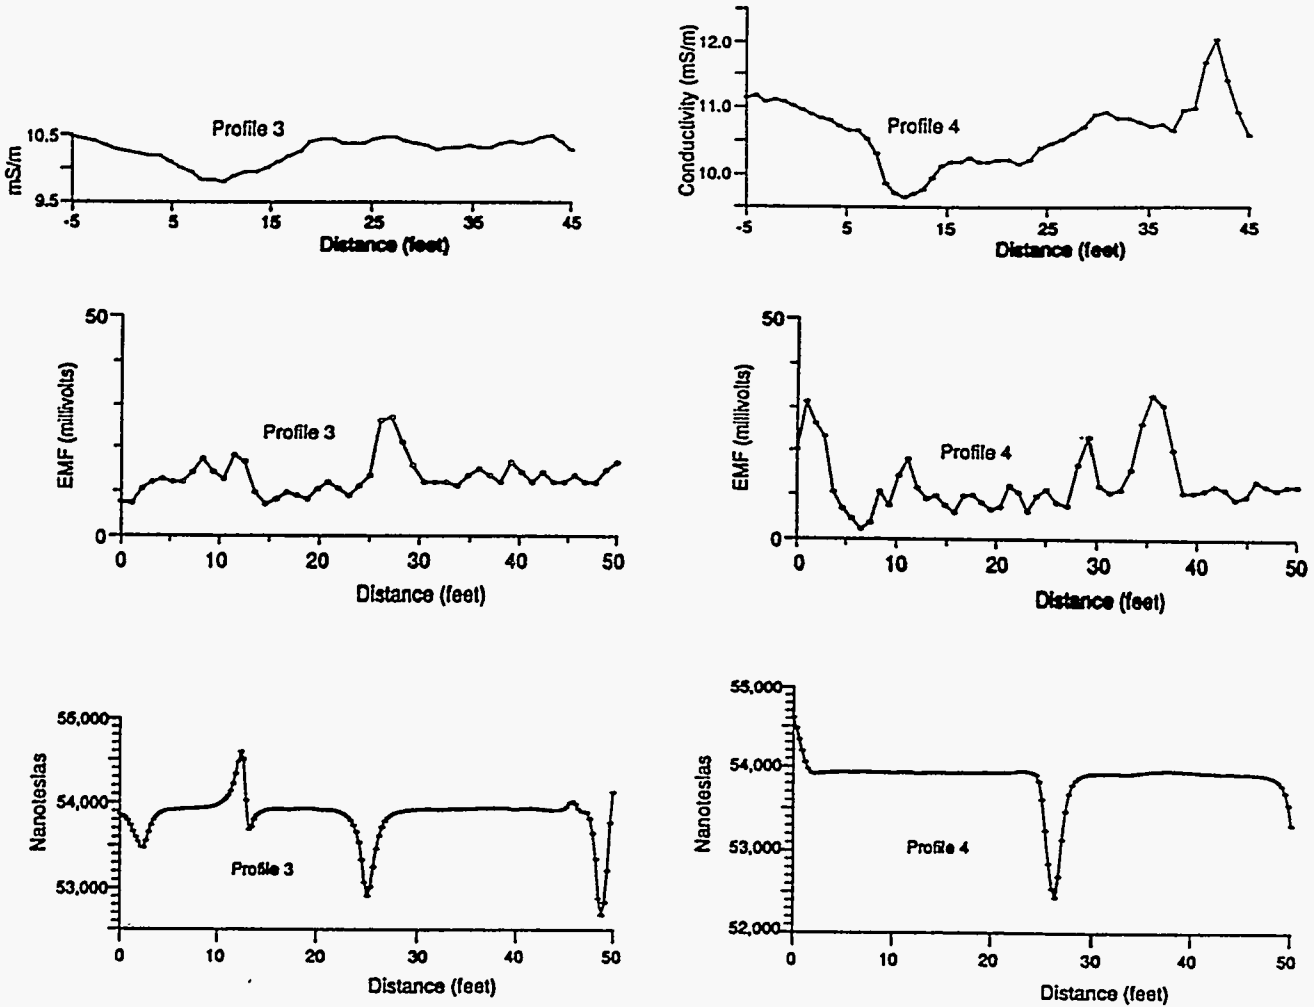 Profile 3
10.5
9.5
mS/m
-5 5 15 25 35 45
Distance (feet)
12.0
11.0
10.0
Conductivity (mS/m)
Profile 4
-5 5 15 25 35 45
Distance (feet)
50
0
EMF (millivolts)
Profile 3
0 10 20 30 40 50
Distance (feet)
50
0
EMF (millivolts)
Profile 4
0 10 20 30 40 50
Distance (feet)
55,000
54,000
53,000
Nanoteslas
Profile 3
0 10 20 30 40 50
Distance (feet)
55,000
54,000
53,000
52,000
Nanoteslas
Profile 4
0 10 20 30 40 50
Distance (feet)